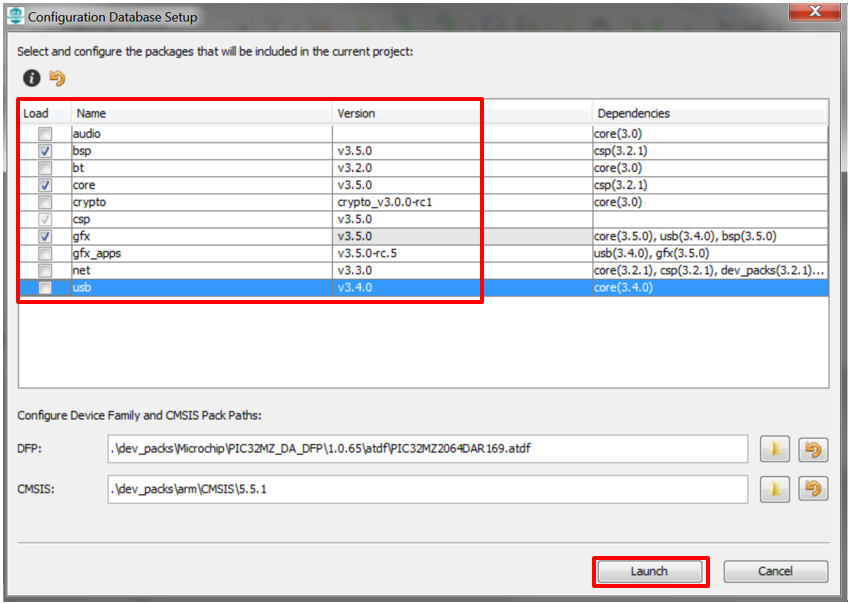 Configuration Database Setup
Select and configure the packages that will be included in the current project:
Load Name Version Dependencies
audio core(3.0)
bsp v3.5.0 csp(3.2.1)
bt v3.2.0 core(3.0)
core v3.5.0 csp(3.2.1)
crypto crypto_v3.0.0-rc1 core(3.0)
csp v3.5.0
gfx v3.5.0 core(3.5.0), usb(3.4.0), bsp(3.5.0)
gfx_apps v3.5.0-rc.5 usb(3.4.0), gfx(3.5.0)
net v3.3.0 core(3.2.1), csp(3.2.1), dev_packs(3.2.1)...
usb v3.4.0 core(3.4.0)
Configure Device Family and CMSIS Pack Paths:
DFP: .\dev_packs\Microchip\PIC32MZ_DA_DFP\1.0.65\atdf\PIC32MZ2064DAR169.atdf
CMSIS: .\dev_packs\arm\CMSIS\5.5.1
Launch Cancel